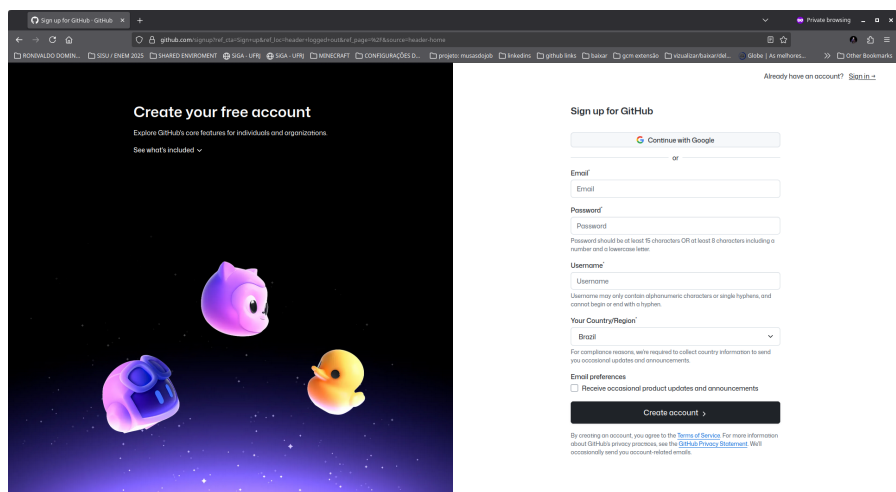 Sign up for GitHub · GitHub
Private browsing
github.com/signup?ref_cta=Sign+up&ref_loc=header+logged+out&ref_page=%2F&source=header-home
RONIVALDO DOMIN...
SISU / ENEM 2025
SHARED ENVIROMENT
SIGA - UFRJ
SIGA - UFRJ
MINECRAFT
CONFIGURAÇÕES D...
projeto: musasdojob
linkedins
github links
baixar
gcm extensão
vizualizar/baixar/del...
Globe | As melhores...
Other Bookmarks
Already have an account? Sign in →
Create your free account
Explore GitHub's core features for individuals and organizations.
See what's included
Sign up for GitHub
Continue with Google
or
Email*
Email
Password*
Password
Password should be at least 15 characters OR at least 8 characters including a
number and a lowercase letter.
Username*
Username
Username may only contain alphanumeric characters or single hyphens, and
cannot begin or end with a hyphen.
Your Country/Region*
Brazil
For compliance reasons, we're required to collect country information to send
you occasional updates and announcements.
Email preferences
Receive occasional product updates and announcements
Create account
By creating an account, you agree to the Terms of Service. For more information
about GitHub's privacy practices, see the GitHub Privacy Statement. We'll
occasionally send you account-related emails.